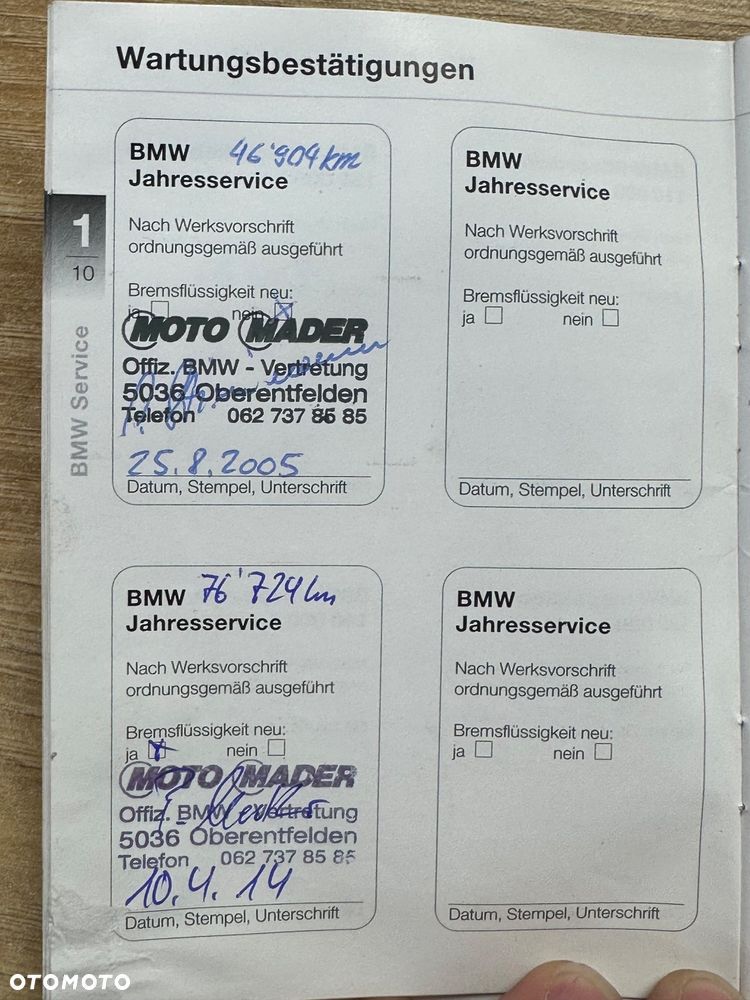 Wartungsbestätigungen
BMW 46'904 km
Jahresservice
Nach Werksvorschrift
ordnungsgemäß ausgeführt
Bremsflüssigkeit neu:
ja nein
MOTO MADER
Offiz. BMW - Vertretung
5036 Oberentfelden
Telefon 062 737 85 85
25.8.2005
Datum, Stempel, Unterschrift
BMW
Jahresservice
Nach Werksvorschrift
ordnungsgemäß ausgeführt
Bremsflüssigkeit neu:
ja nein
Datum, Stempel, Unterschrift
1
10
BMW Service
BMW 76'724 km
Jahresservice
Nach Werksvorschrift
ordnungsgemäß ausgeführt
Bremsflüssigkeit neu:
ja nein
MOTO MADER
Offiz. BMW - Vertretung
5036 Oberentfelden
Telefon 062 737 85 85
10.4.14
Datum, Stempel, Unterschrift
BMW
Jahresservice
Nach Werksvorschrift
ordnungsgemäß ausgeführt
Bremsflüssigkeit neu:
ja nein
Datum, Stempel, Unterschrift
OTOMOTO